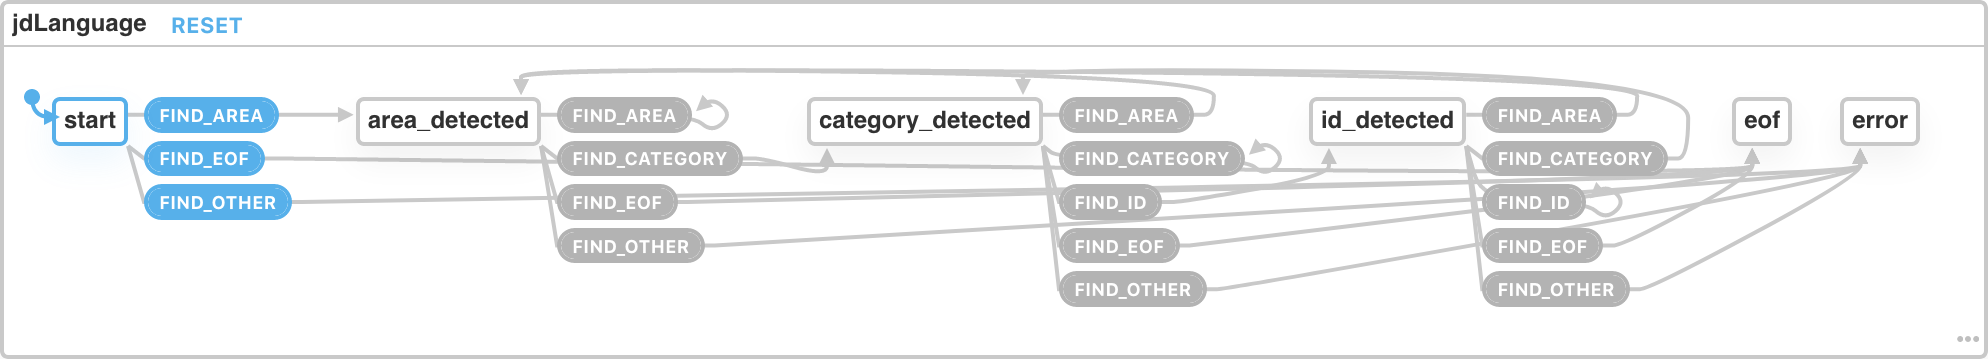 jdLanguage RESET
start FIND_AREA area_detected FIND_AREA category_detected FIND_AREA id_detected FIND_AREA eof error
FIND_EOF FIND_CATEGORY FIND_CATEGORY FIND_CATEGORY
FIND_OTHER FIND_EOF FIND_ID FIND_ID
FIND_OTHER FIND_EOF FIND_EOF
FIND_OTHER FIND_OTHER